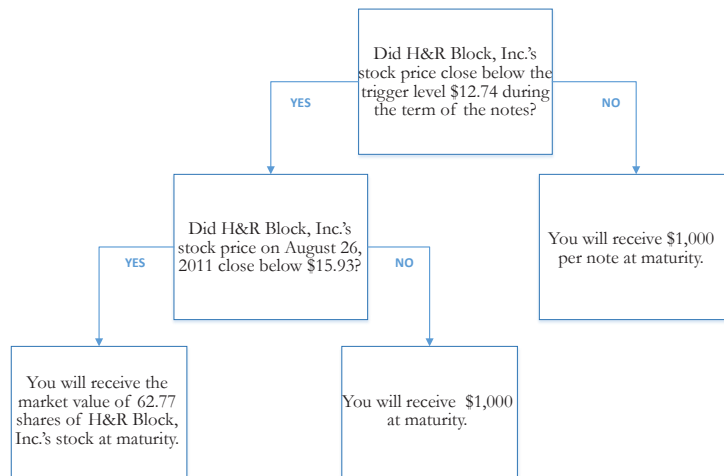 Did H&R Block, Inc.'s
stock price close below the
trigger level $12.74 during
the term of the notes?
YES
NO
Did H&R Block, Inc.'s
stock price on August 26,
2011 close below $15.93?
You will receive $1,000
per note at maturity.
YES
NO
You will receive the
market value of 62.77
shares of H&R Block,
Inc.'s stock at maturity.
You will receive $1,000
at maturity.